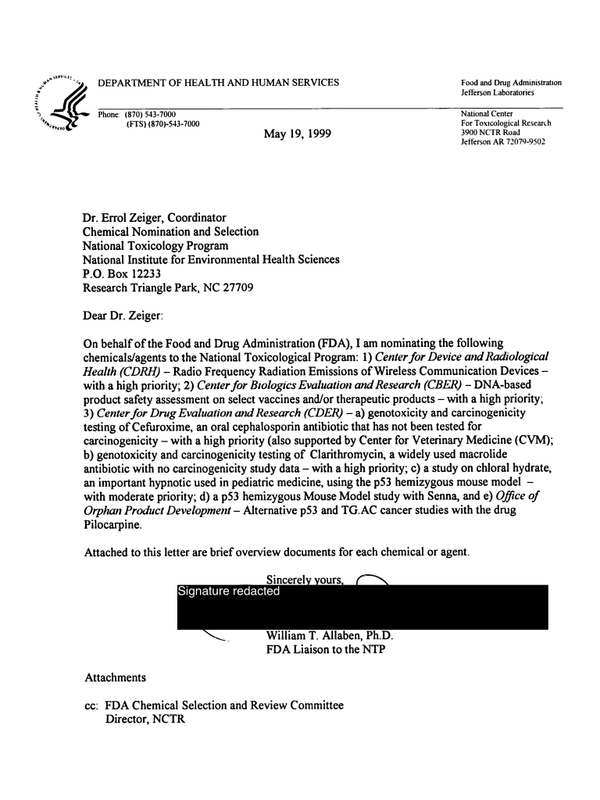 DEPARTMENT OF HEALTH AND HUMAN SERVICES
Food and Drug Administration
Jefferson Laboratories
Phone: (870) 543-7000
(FTS) (870)-543-7000
National Center
For Toxicological Research
3900 NCTR Road
Jefferson AR 72079-9502
May 19, 1999
Dr. Errol Zeiger, Coordinator
Chemical Nomination and Selection
National Toxicology Program
National Institute for Environmental Health Sciences
P.O. Box 12233
Research Triangle Park, NC 27709
Dear Dr. Zeiger:
On behalf of the Food and Drug Administration (FDA), I am nominating the following
chemicals/agents to the National Toxicological Program: 1) Center for Device and Radiological
Health (CDRH) – Radio Frequency Radiation Emissions of Wireless Communication Devices –
with a high priority; 2) Center for Biologics Evaluation and Research (CBER) – DNA-based
product safety assessment on select vaccines and/or therapeutic products – with a high priority;
3) Center for Drug Evaluation and Research (CDER) – a) genotoxicity and carcinogenicity
testing of Cefuroxime, an oral cephalosporin antibiotic that has not been tested for
carcinogenicity – with a high priority (also supported by Center for Veterinary Medicine (CVM);
b) genotoxicity and carcinogenicity testing of Clarithromycin, a widely used macrolide
antibiotic with no carcinogenicity study data – with a high priority; c) a study on chloral hydrate,
an important hypnotic used in pediatric medicine, using the p53 hemizygous mouse model –
with moderate priority; d) a p53 hemizygous Mouse Model study with Senna, and e) Office of
Orphan Product Development – Alternative p53 and TG.AC cancer studies with the drug
Pilocarpine.
Attached to this letter are brief overview documents for each chemical or agent.
Sincerely yours,
Signature redacted
William T. Allaben, Ph.D.
FDA Liaison to the NTP
Attachments
cc: FDA Chemical Selection and Review Committee
Director, NCTR